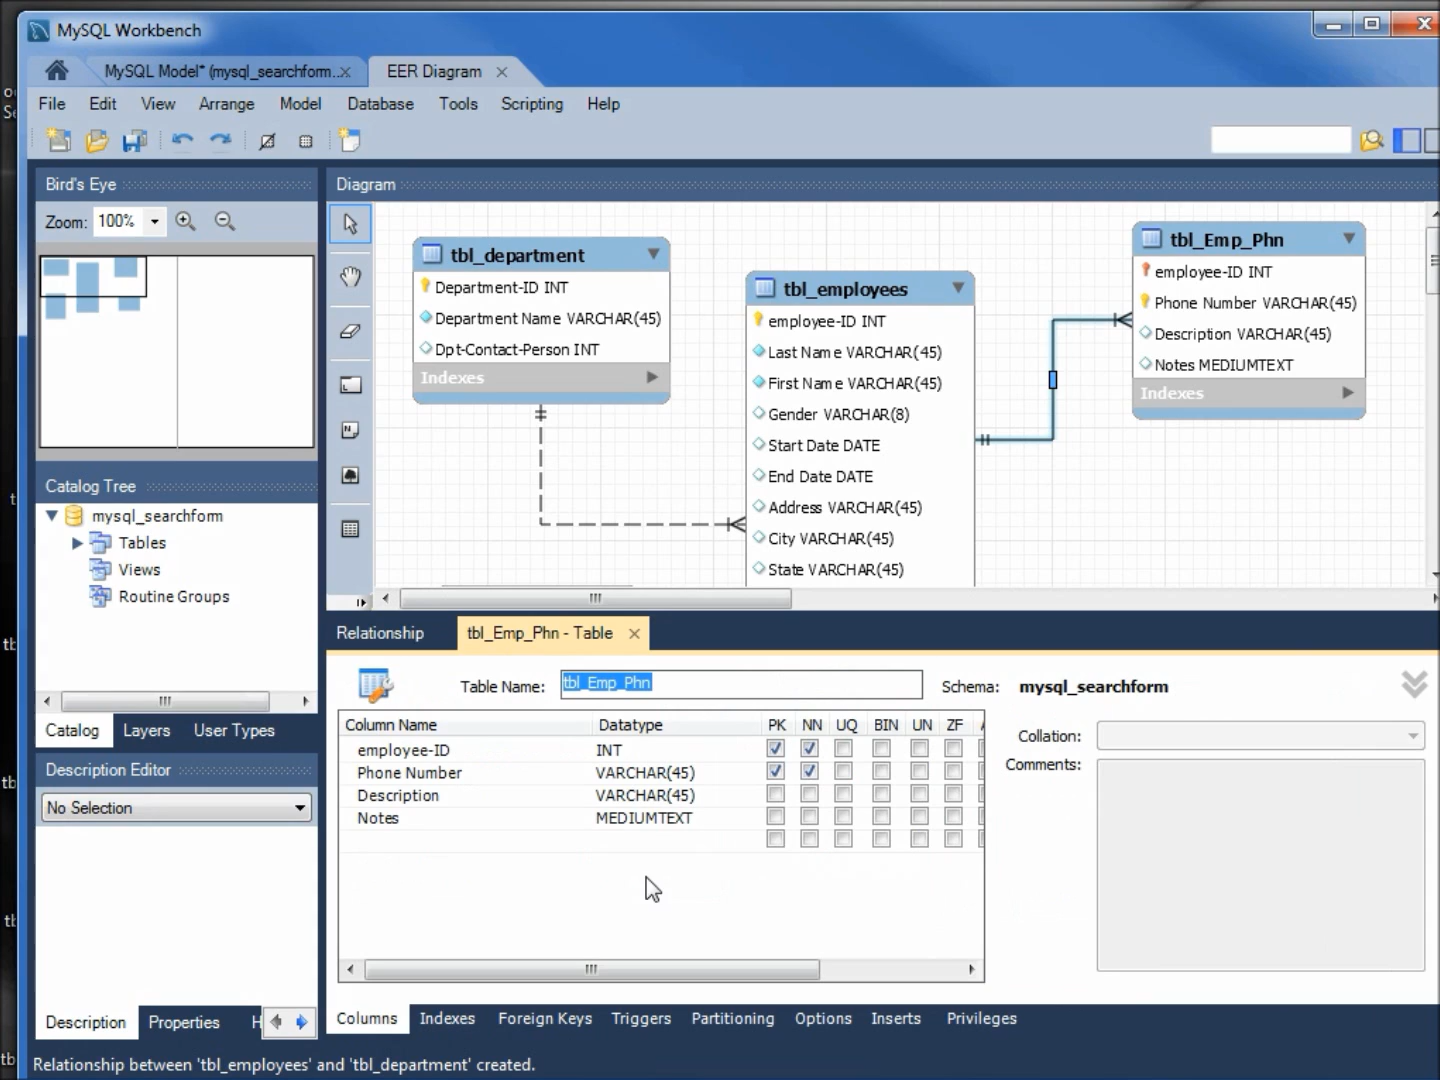 MySQL Workbench
MySQL Model* (mysql_searchform...
EER Diagram
File Edit View Arrange Model Database Tools Scripting Help
Bird's Eye
Zoom: 100%
Diagram
tbl_department
Department-ID INT
Department Name VARCHAR(45)
Dpt-Contact-Person INT
Indexes
tbl_employees
employee-ID INT
Last Name VARCHAR(45)
First Name VARCHAR(45)
Gender VARCHAR(8)
Start Date DATE
End Date DATE
Address VARCHAR(45)
City VARCHAR(45)
State VARCHAR(45)
tbl_Emp_Phn
employee-ID INT
Phone Number VARCHAR(45)
Description VARCHAR(45)
Notes MEDIUMTEXT
Indexes
Catalog Tree
mysql_searchform
Tables
Views
Routine Groups
Catalog Layers User Types
Description Editor
No Selection
Description Properties H
Relationship
tbl_Emp_Phn - Table
Table Name: tbl_Emp_Phn
Schema: mysql_searchform
Column Name Datatype PK NN UQ BIN UN ZF A
employee-ID INT
Phone Number VARCHAR(45)
Description VARCHAR(45)
Notes MEDIUMTEXT
Collation:
Comments:
Columns Indexes Foreign Keys Triggers Partitioning Options Inserts Privileges
Relationship between 'tbl_employees' and 'tbl_department' created.